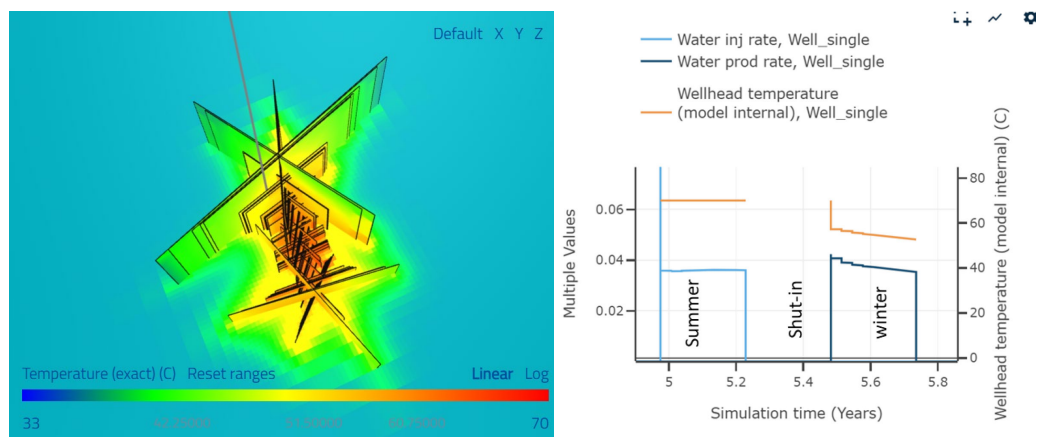 Default X Y Z
Temperature (exact) (C) Reset ranges
Linear Log
33
70
Water inj rate, Well_single
Water prod rate, Well_single
Wellhead temperature
(model internal), Well_single
Multiple Values
0.06
0.04
0.02
80
60
40
20
0
Wellhead temperature (model internal) (C)
Summer
Shut-in
winter
5
5.2
5.4
5.6
5.8
Simulation time (Years)